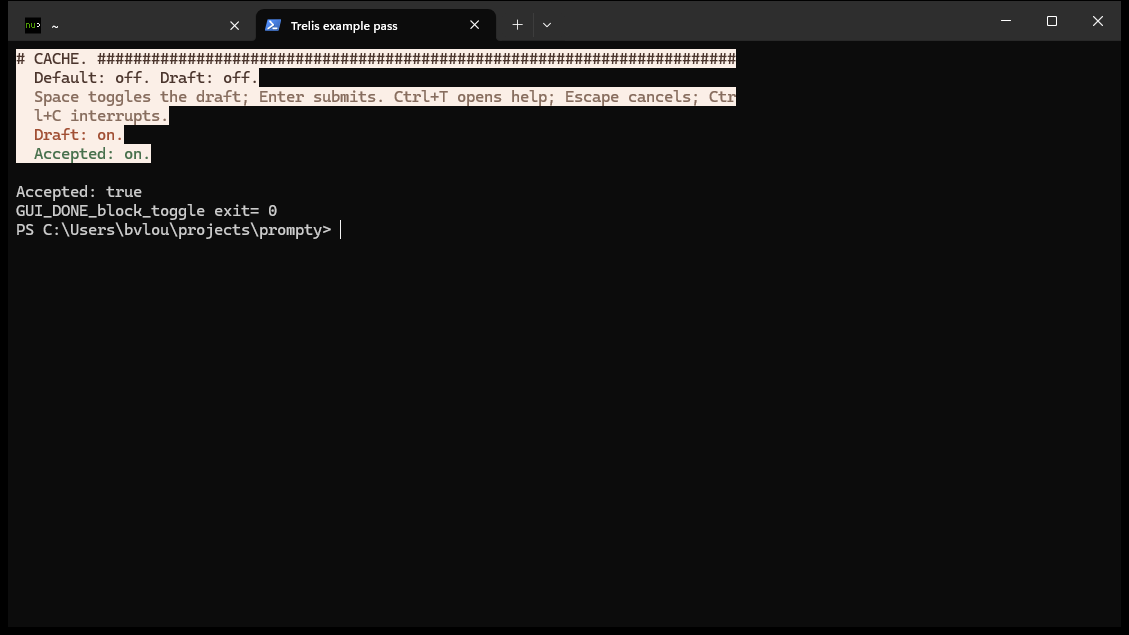 nu> ~
Trelis example pass
# CACHE. #######################################################################
Default: off. Draft: off.
Space toggles the draft; Enter submits. Ctrl+T opens help; Escape cancels; Ctr
l+C interrupts.
Draft: on.
Accepted: on.
Accepted: true
GUI_DONE_block_toggle exit= 0
PS C:\Users\bvlou\projects\prompty>